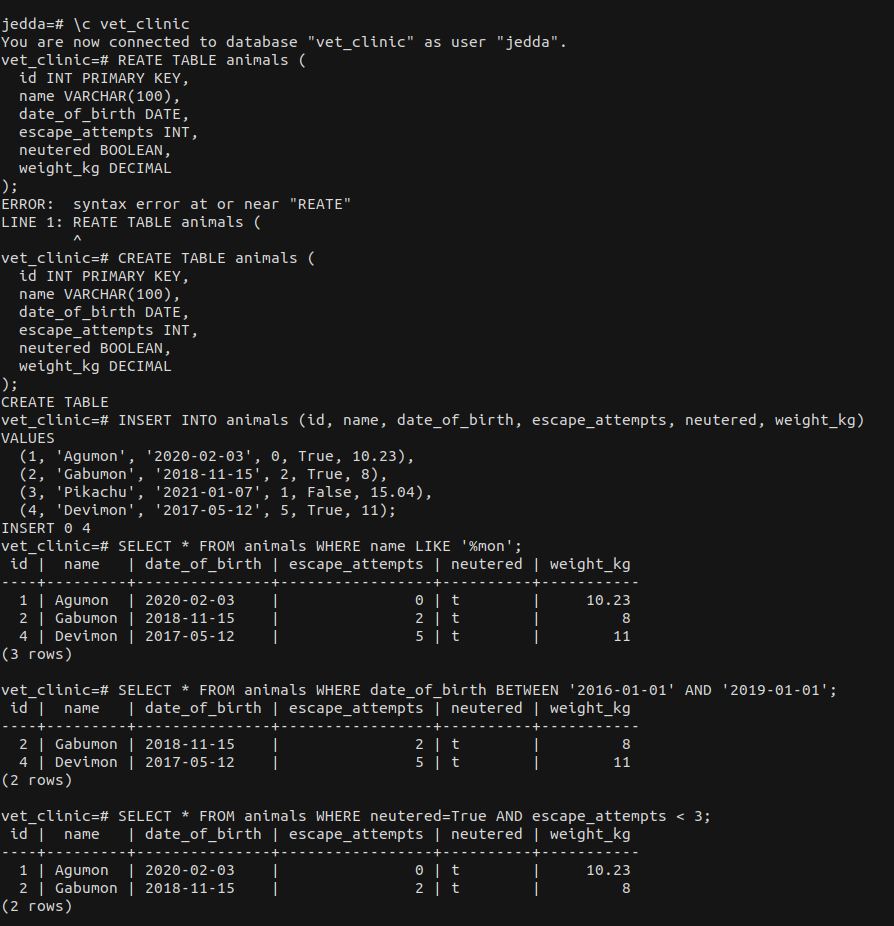 jedda=# \c vet_clinic
You are now connected to database "vet_clinic" as user "jedda".
vet_clinic=# REATE TABLE animals (
  id INT PRIMARY KEY,
  name VARCHAR(100),
  date_of_birth DATE,
  escape_attempts INT,
  neutered BOOLEAN,
  weight_kg DECIMAL
);
ERROR:  syntax error at or near "REATE"
LINE 1: REATE TABLE animals (
        ^
vet_clinic=# CREATE TABLE animals (
  id INT PRIMARY KEY,
  name VARCHAR(100),
  date_of_birth DATE,
  escape_attempts INT,
  neutered BOOLEAN,
  weight_kg DECIMAL
);
CREATE TABLE
vet_clinic=# INSERT INTO animals (id, name, date_of_birth, escape_attempts, neutered, weight_kg)
VALUES
  (1, 'Agumon', '2020-02-03', 0, True, 10.23),
  (2, 'Gabumon', '2018-11-15', 2, True, 8),
  (3, 'Pikachu', '2021-01-07', 1, False, 15.04),
  (4, 'Devimon', '2017-05-12', 5, True, 11);
INSERT 0 4
vet_clinic=# SELECT * FROM animals WHERE name LIKE '%mon';
 id |  name   | date_of_birth | escape_attempts | neutered | weight_kg
----+---------+---------------+-----------------+----------+-----------
  1 | Agumon  | 2020-02-03    |               0 | t        |     10.23
  2 | Gabumon | 2018-11-15    |               2 | t        |         8
  4 | Devimon | 2017-05-12    |               5 | t        |        11
(3 rows)

vet_clinic=# SELECT * FROM animals WHERE date_of_birth BETWEEN '2016-01-01' AND '2019-01-01';
 id |  name   | date_of_birth | escape_attempts | neutered | weight_kg
----+---------+---------------+-----------------+----------+-----------
  2 | Gabumon | 2018-11-15    |               2 | t        |         8
  4 | Devimon | 2017-05-12    |               5 | t        |        11
(2 rows)

vet_clinic=# SELECT * FROM animals WHERE neutered=True AND escape_attempts < 3;
 id |  name   | date_of_birth | escape_attempts | neutered | weight_kg
----+---------+---------------+-----------------+----------+-----------
  1 | Agumon  | 2020-02-03    |               0 | t        |     10.23
  2 | Gabumon | 2018-11-15    |               2 | t        |         8
(2 rows)